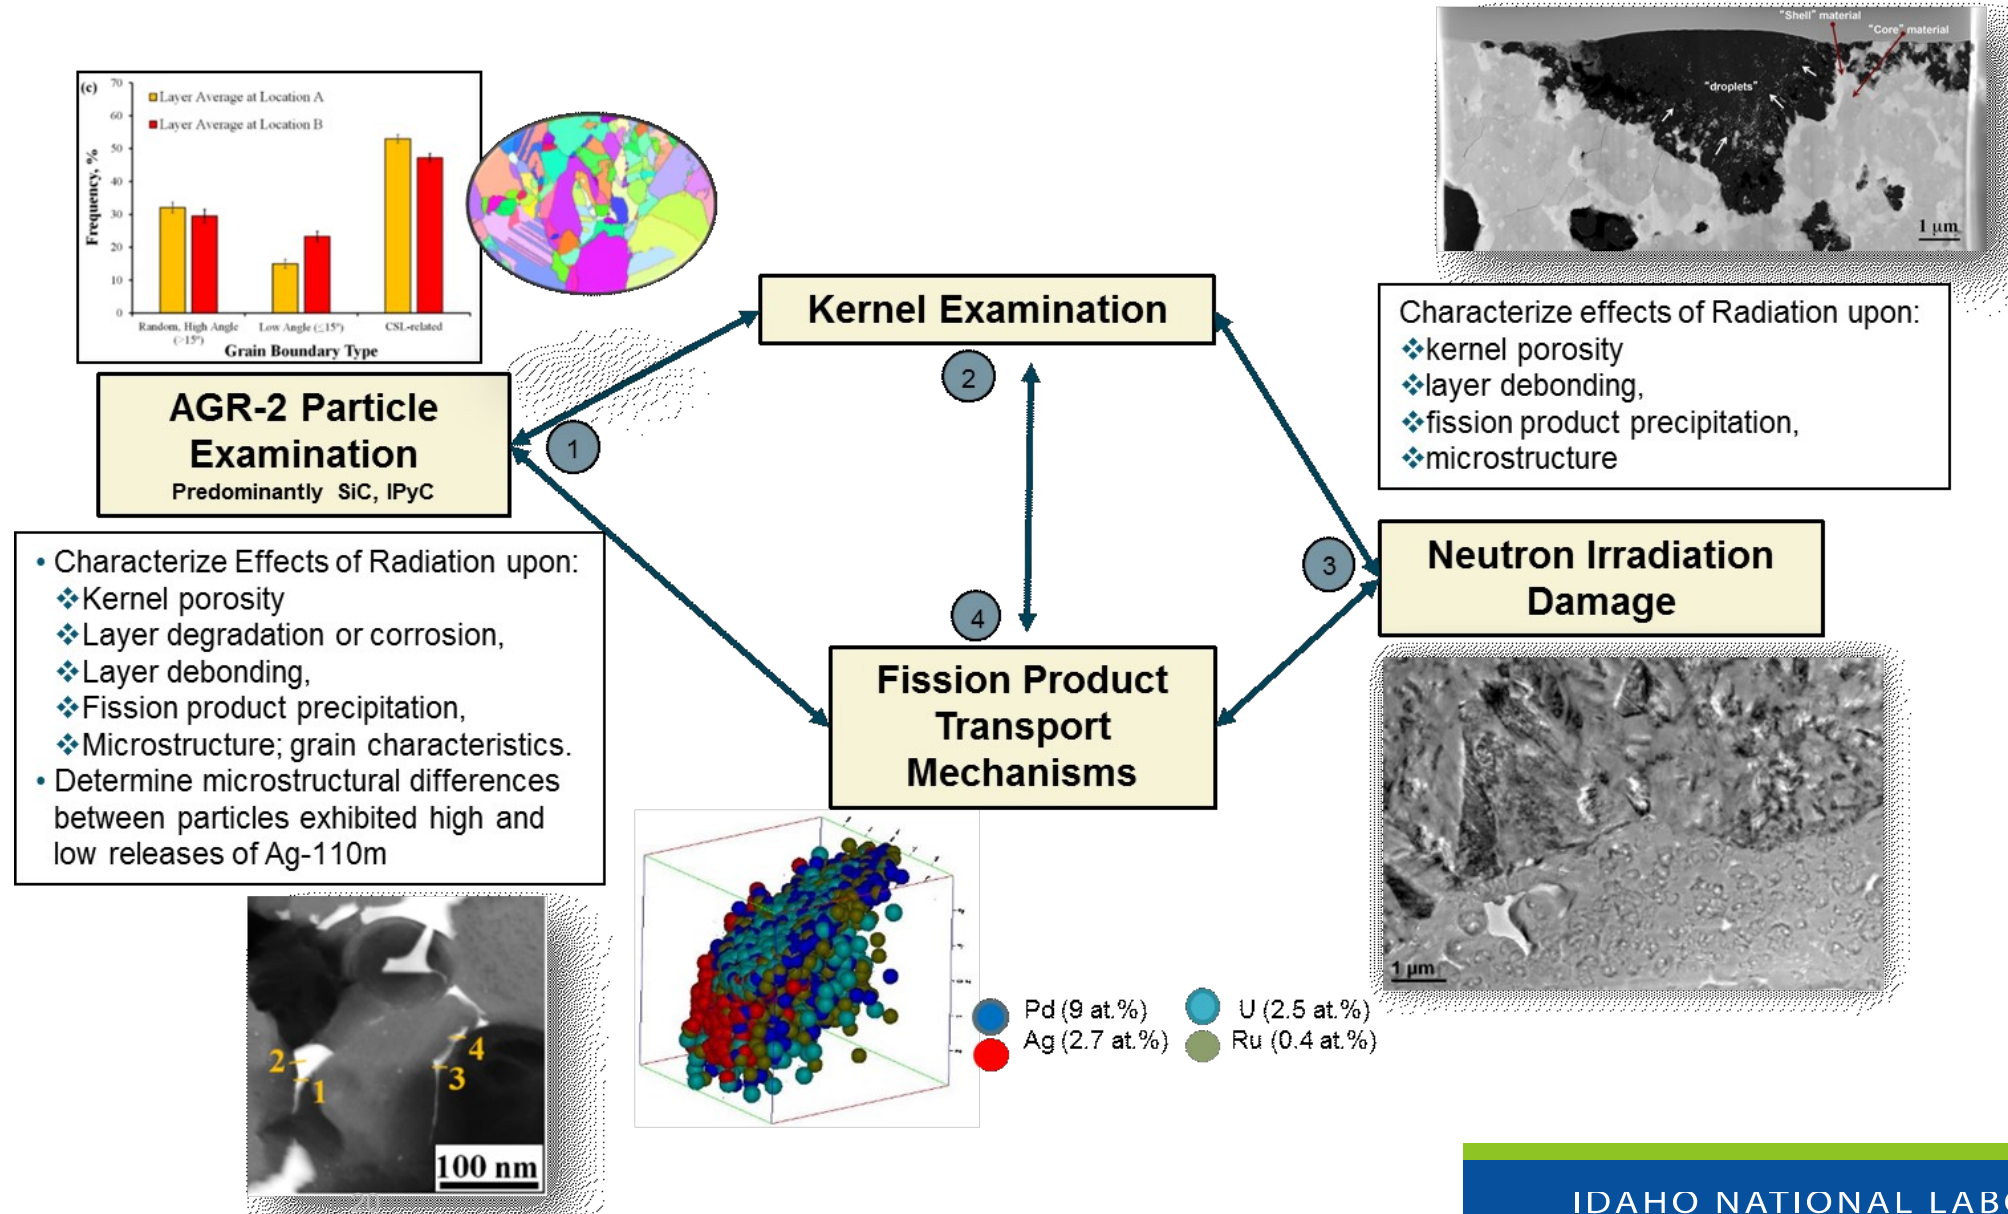 (c)
Layer Average at Location A
Layer Average at Location B
Frequency, %
70
60
50
40
30
20
10
0
Random, High Angle
(>15°)
Low Angle (≤15°)
CSL-related
Grain Boundary Type
"Shell" material
"Core" material
"droplets"
1 µm
Kernel Examination
2
AGR-2 Particle
Examination
Predominantly SiC, IPyC
1
Characterize effects of Radiation upon:
❖kernel porosity
❖layer debonding,
❖fission product precipitation,
❖microstructure
3
Neutron Irradiation
Damage
1 µm
• Characterize Effects of Radiation upon:
❖Kernel porosity
❖Layer degradation or corrosion,
❖Layer debonding,
❖Fission product precipitation,
❖Microstructure; grain characteristics.
• Determine microstructural differences
between particles exhibited high and
low releases of Ag-110m
4
Fission Product
Transport
Mechanisms
Pd (9 at.%)
U (2.5 at.%)
Ag (2.7 at.%)
Ru (0.4 at.%)
2
1
4
3
100 nm
20
IDAHO NATIONAL LABO